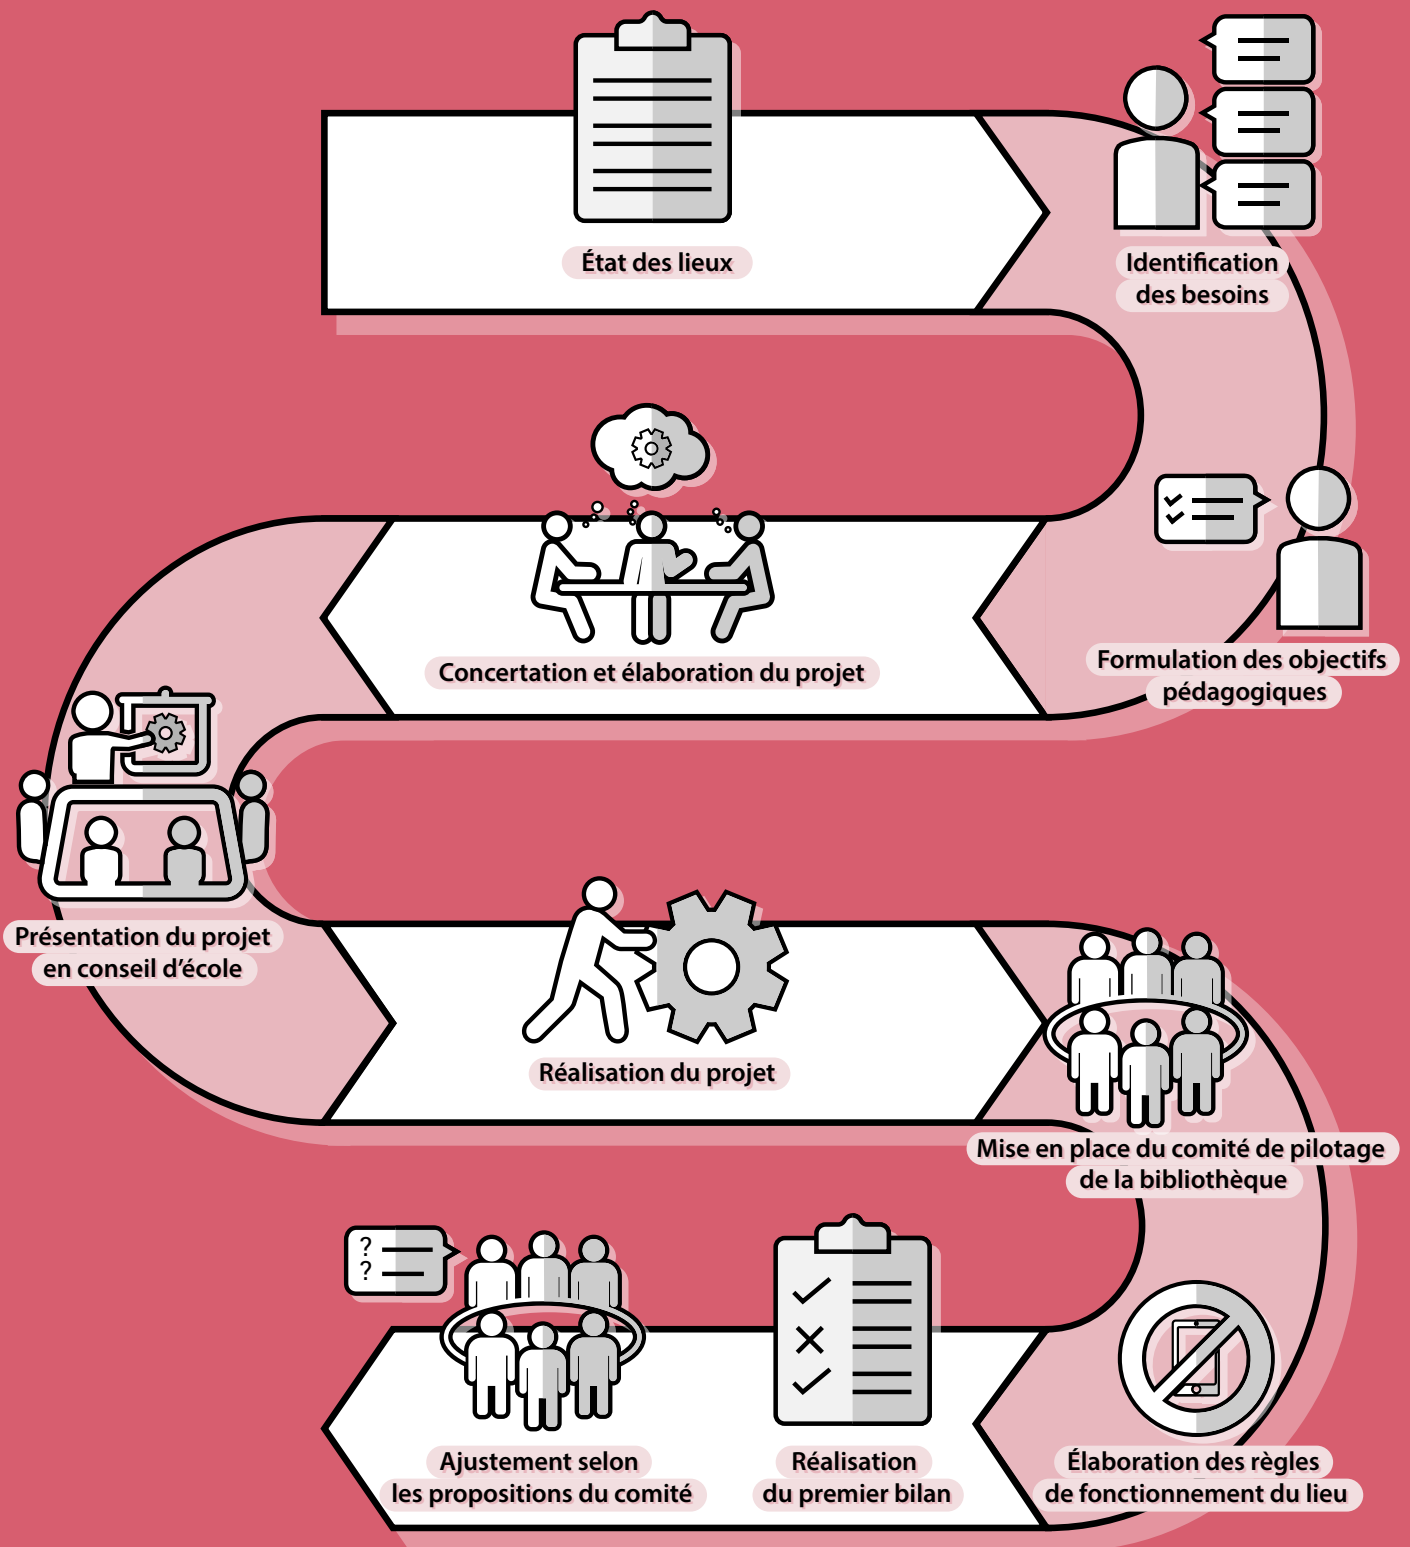 État des lieux
Identification
des besoins
Formulation des objectifs
pédagogiques
Concertation et élaboration du projet
Présentation du projet
en conseil d’école
Réalisation du projet
Mise en place du comité de pilotage
de la bibliothèque
Élaboration des règles
de fonctionnement du lieu
Réalisation
du premier bilan
?
?
Ajustement selon
les propositions du comité